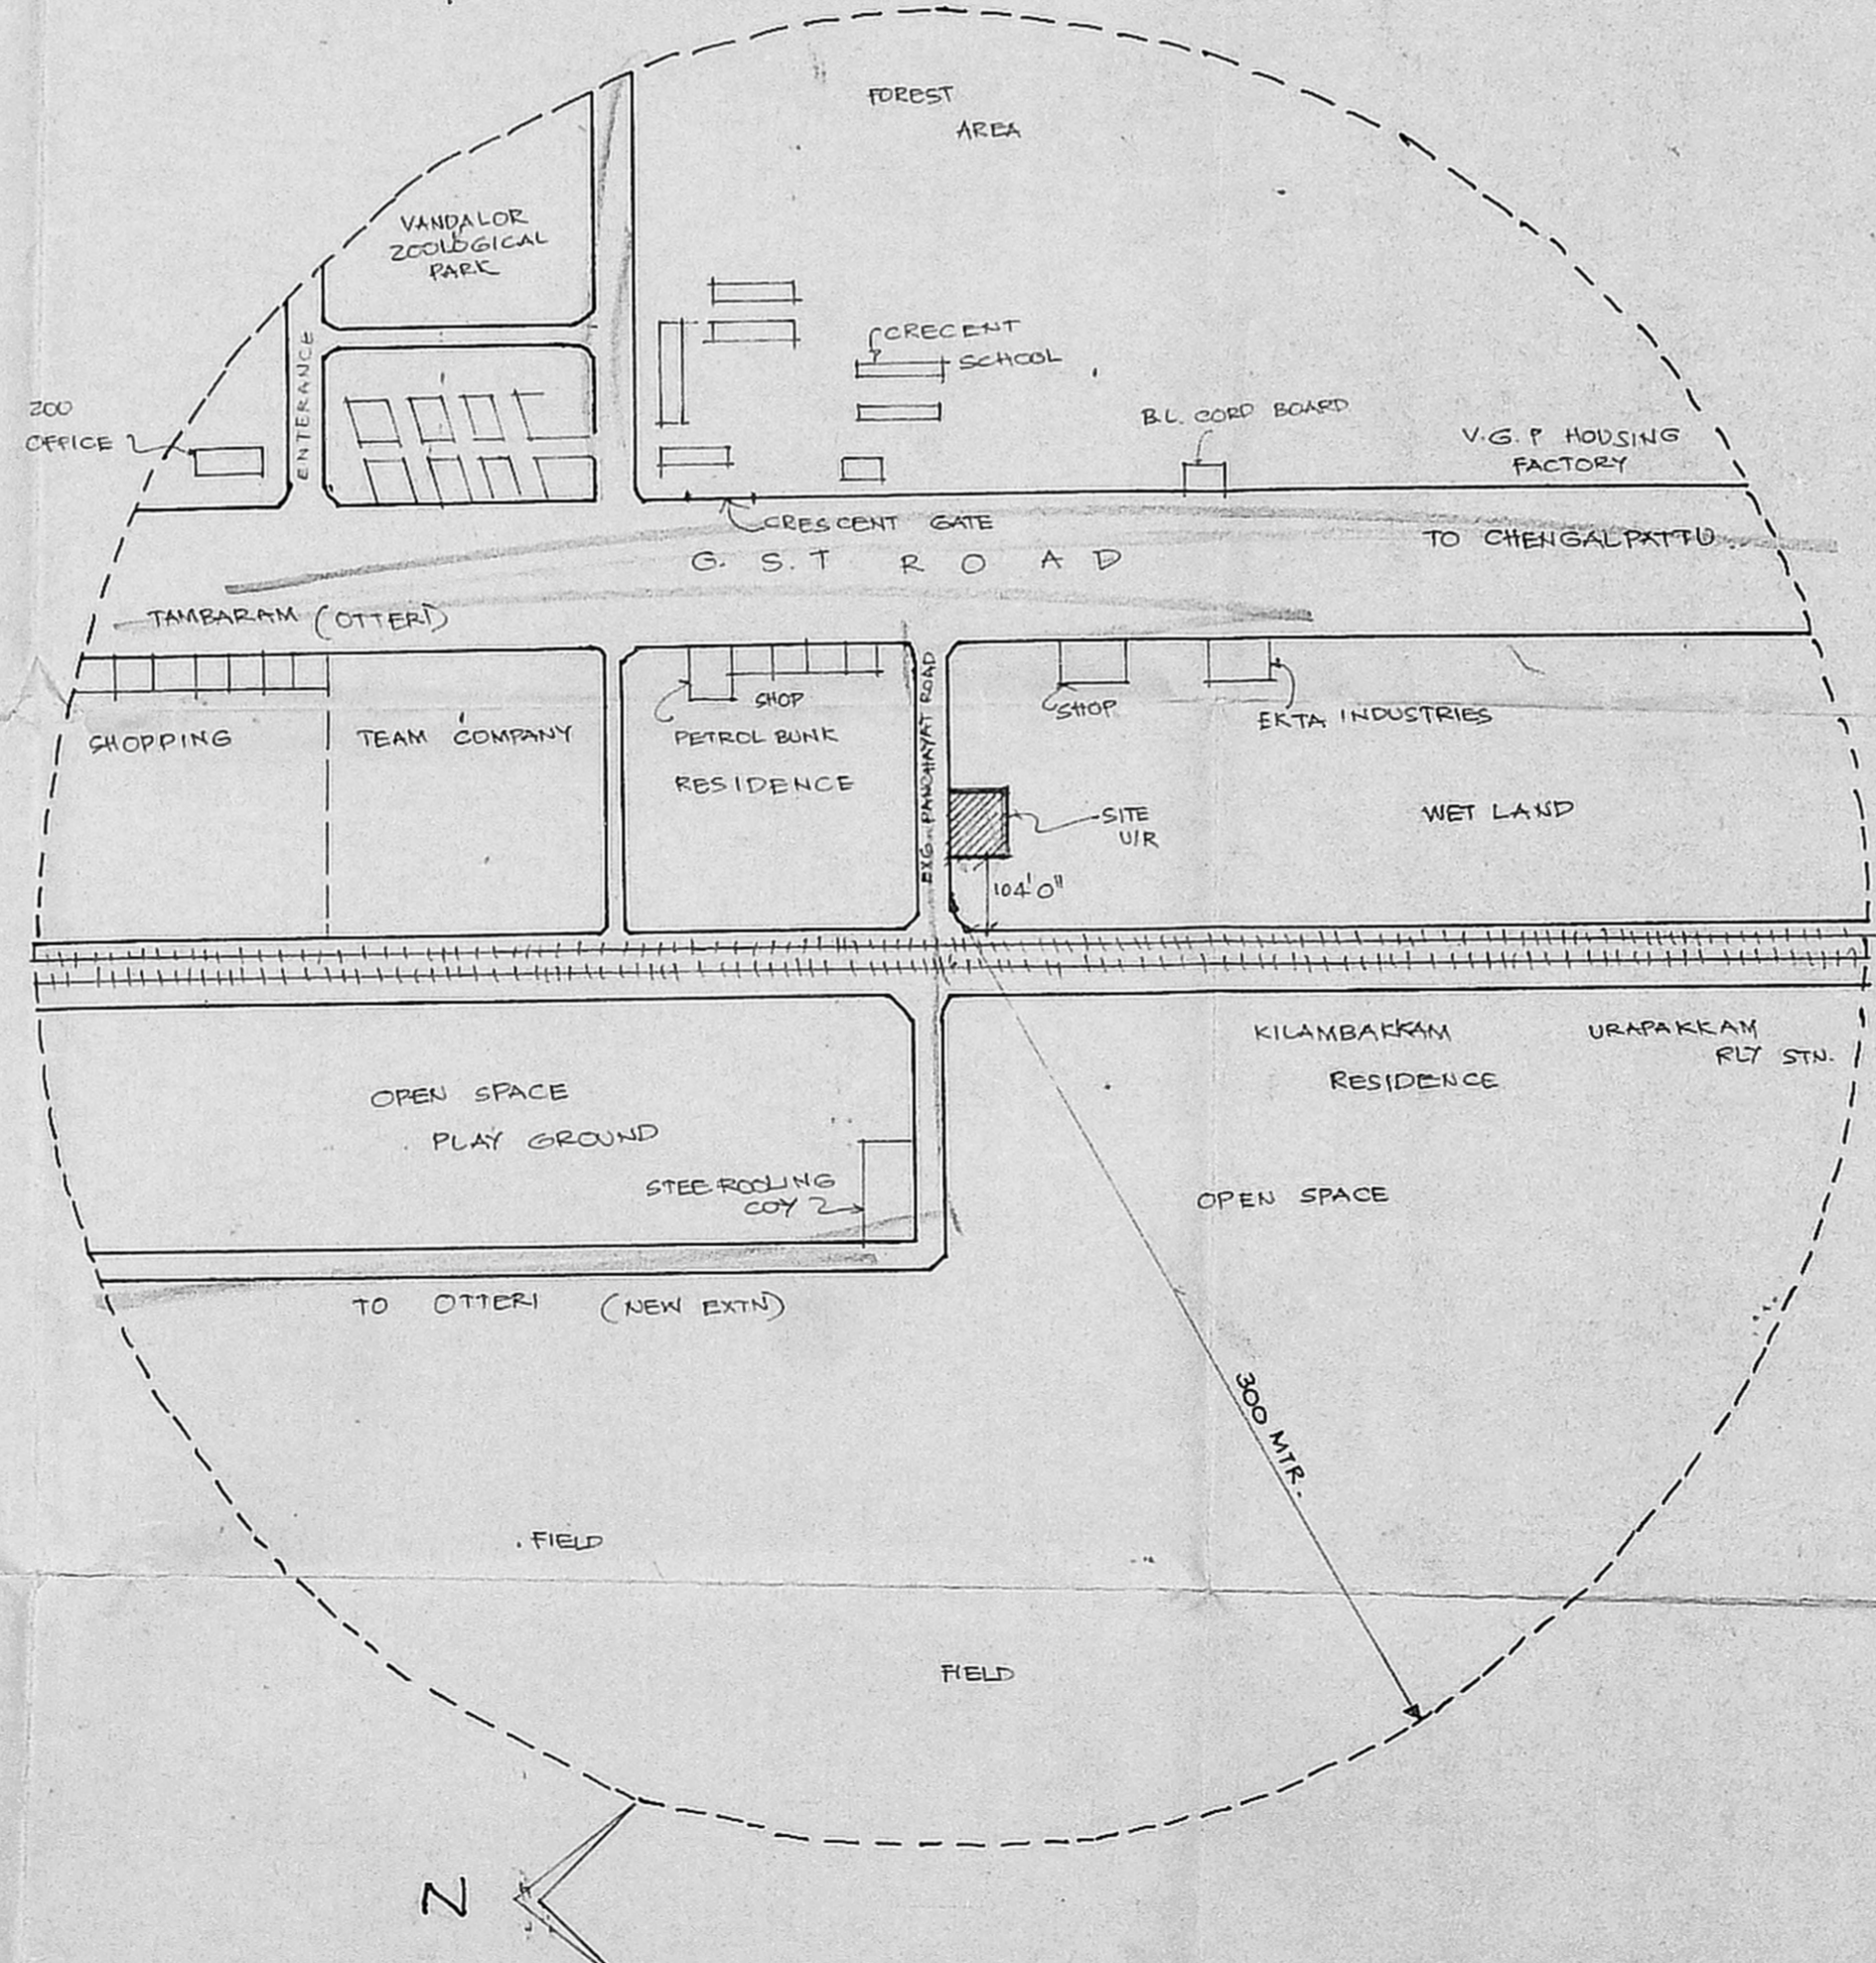 FOREST
AREA
VANDALOR
ZOOLOGICAL
PARK
CRECENT
SCHOOL
ENTERANCE
ZOO
OFFICE
B.L. CORD BOARD
V.G.P HOUSING
FACTORY
CRESCENT GATE
G. S.T ROAD
TO CHENGALPATTU
TAMBARAM (OTTERI)
SHOPPING
TEAM COMPANY
SHOP
PETROL BUNK
RESIDENCE
EXG. PANCHAYAT ROAD
SHOP
EKTA INDUSTRIES
SITE
U/R
WET LAND
104'0"
KILAMBAKKAM
RESIDENCE
URAPAKKAM
RLY STN.
OPEN SPACE
PLAY GROUND
STEEROOLING
COY
OPEN SPACE
TO OTTERI (NEW EXTN)
300 MTR.
FIELD
FIELD
N